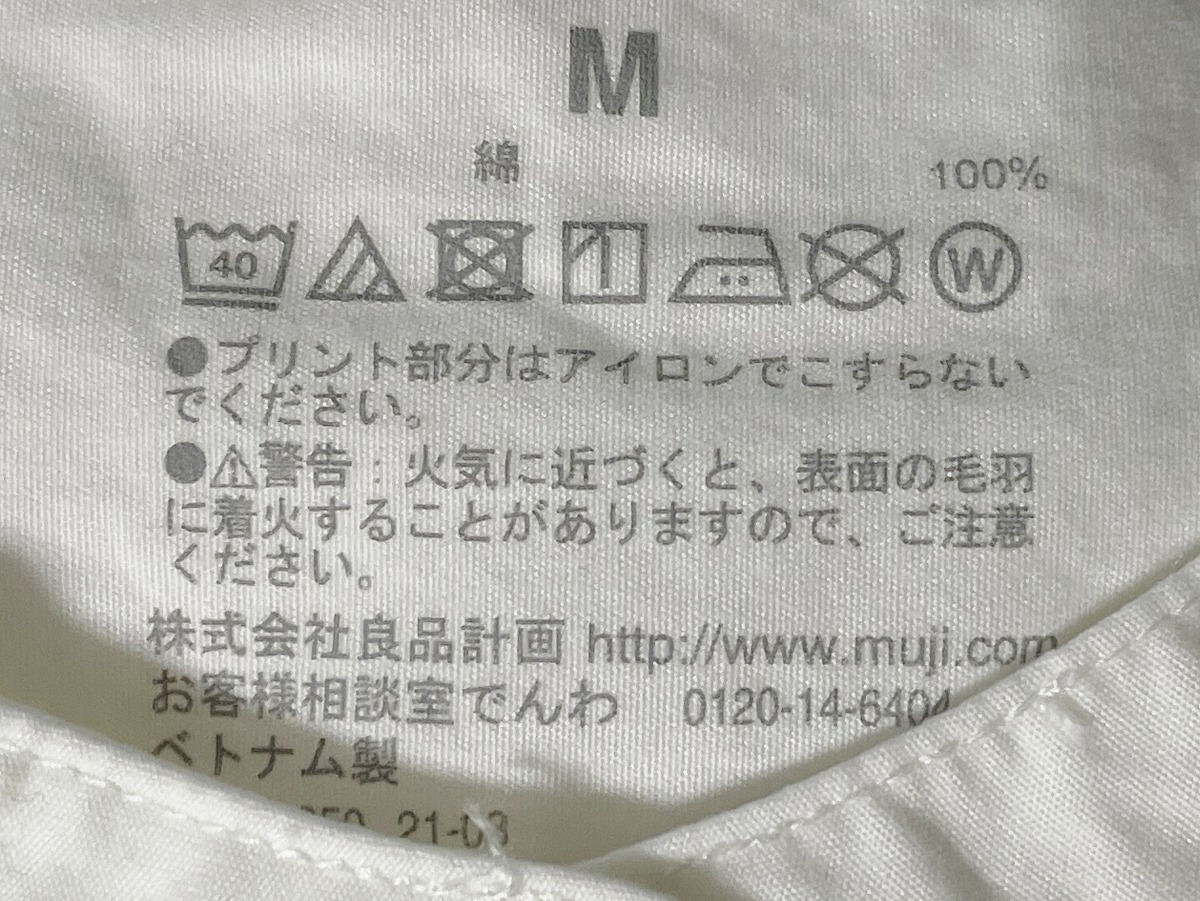 M
綿 100%
40 W
●プリント部分はアイロンでこすらない
でください。
●⚠警告：火気に近づくと、表面の毛羽
に着火することがありますので、ご注意
ください。
株式会社良品計画 http://www.muji.com
お客様相談室でんわ 0120-14-6404
ベトナム製
21-03